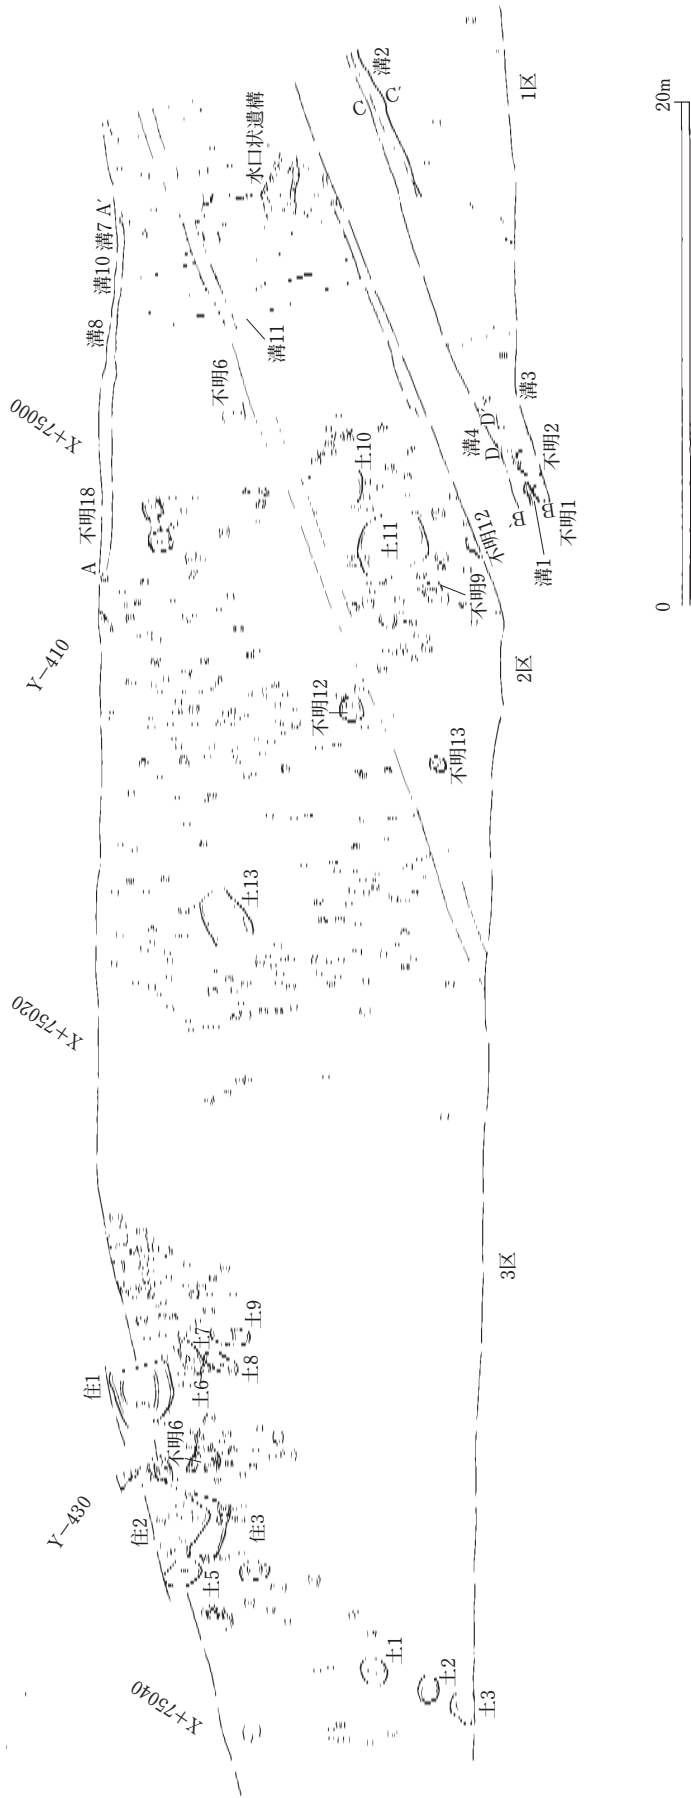 1区
20m
0
溝2
C
C′
水口状遺構
A′
溝7
溝10
溝8
溝11
不明6
X+75000
溝3
溝4
D′
D
不明2
不明1
B
B′
溝1
不明12
不明9
土10
土11
不明18
A
Y−410
2区
不明12
不明13
土13
X+75020
3区
土9
土8
土7
土6
住1
不明6
Y−430
住2
住3
土5
土1
土2
土3
X+75040